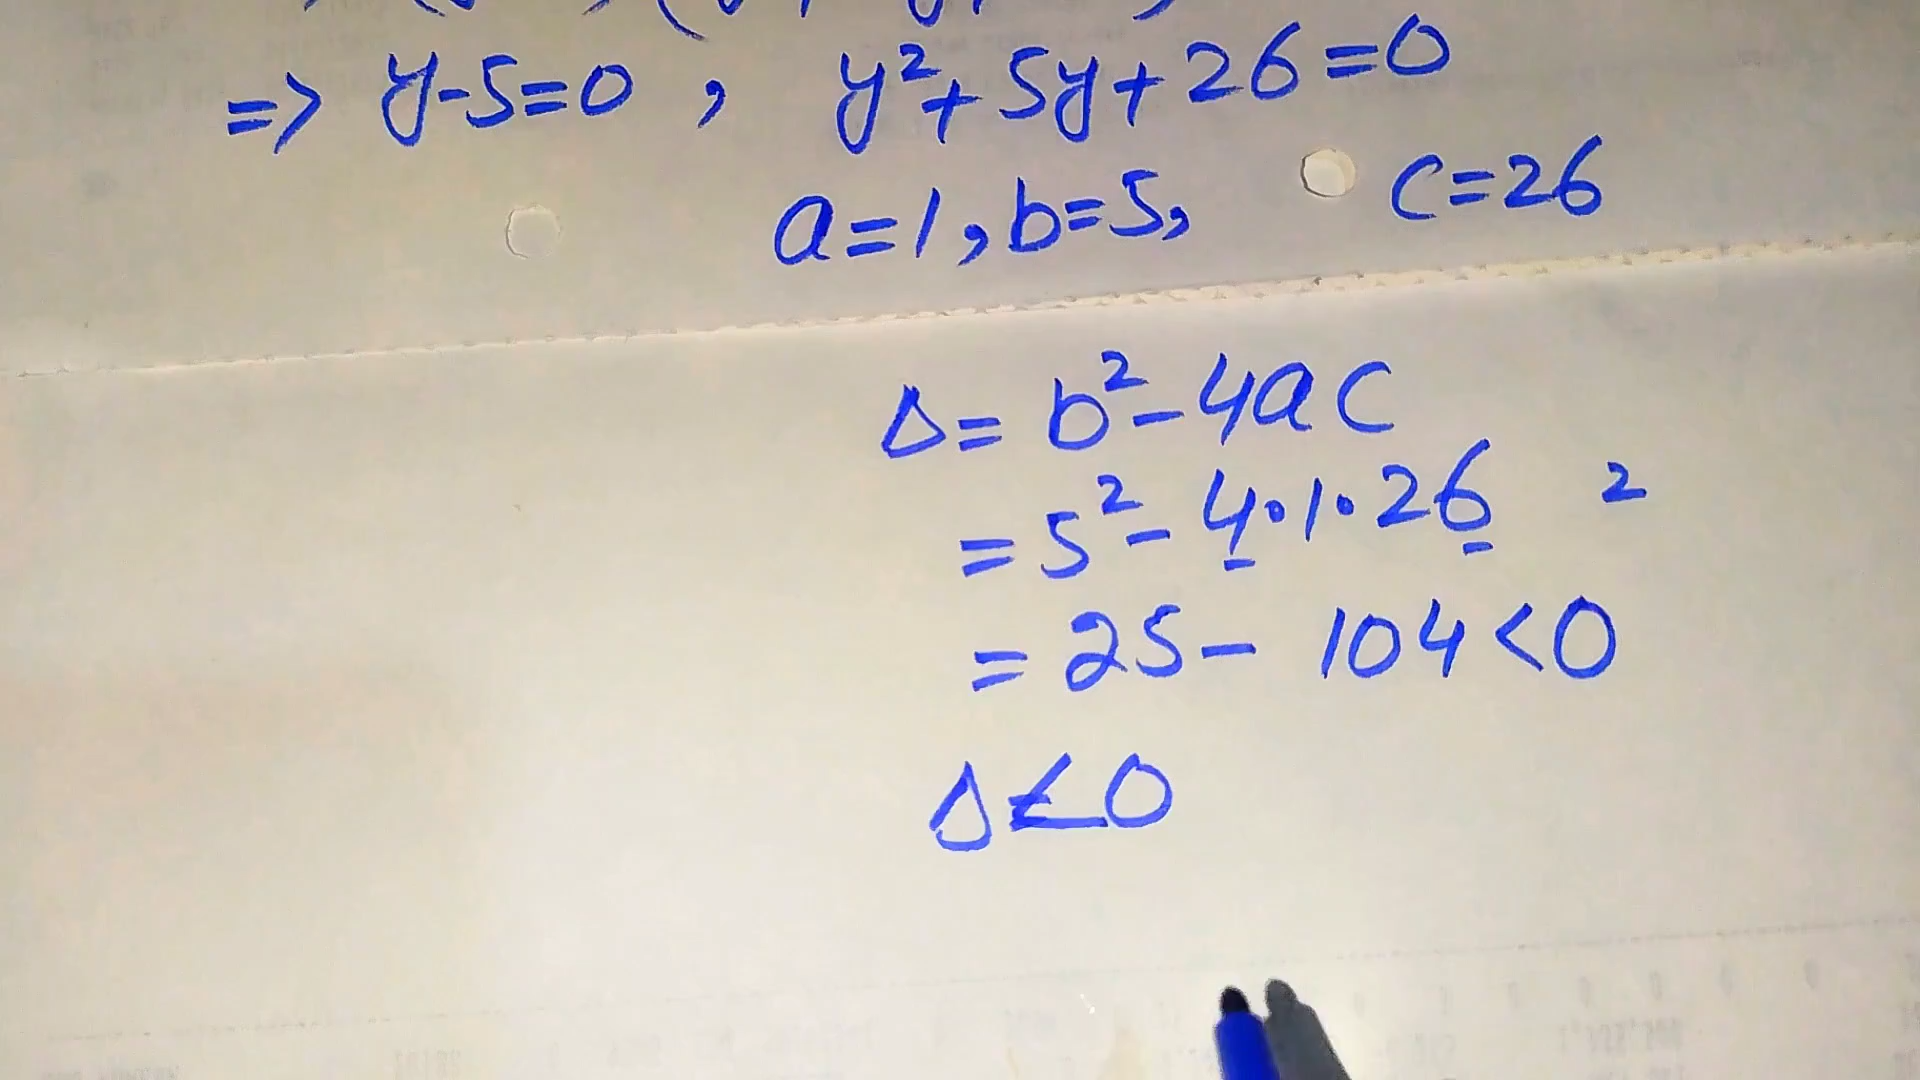 => y-5=0 , y²+5y+26=0
a=1, b=5, c=26
Δ= b²-4ac
= 5²-4•1•26 2
= 25- 104<0
Δ<0